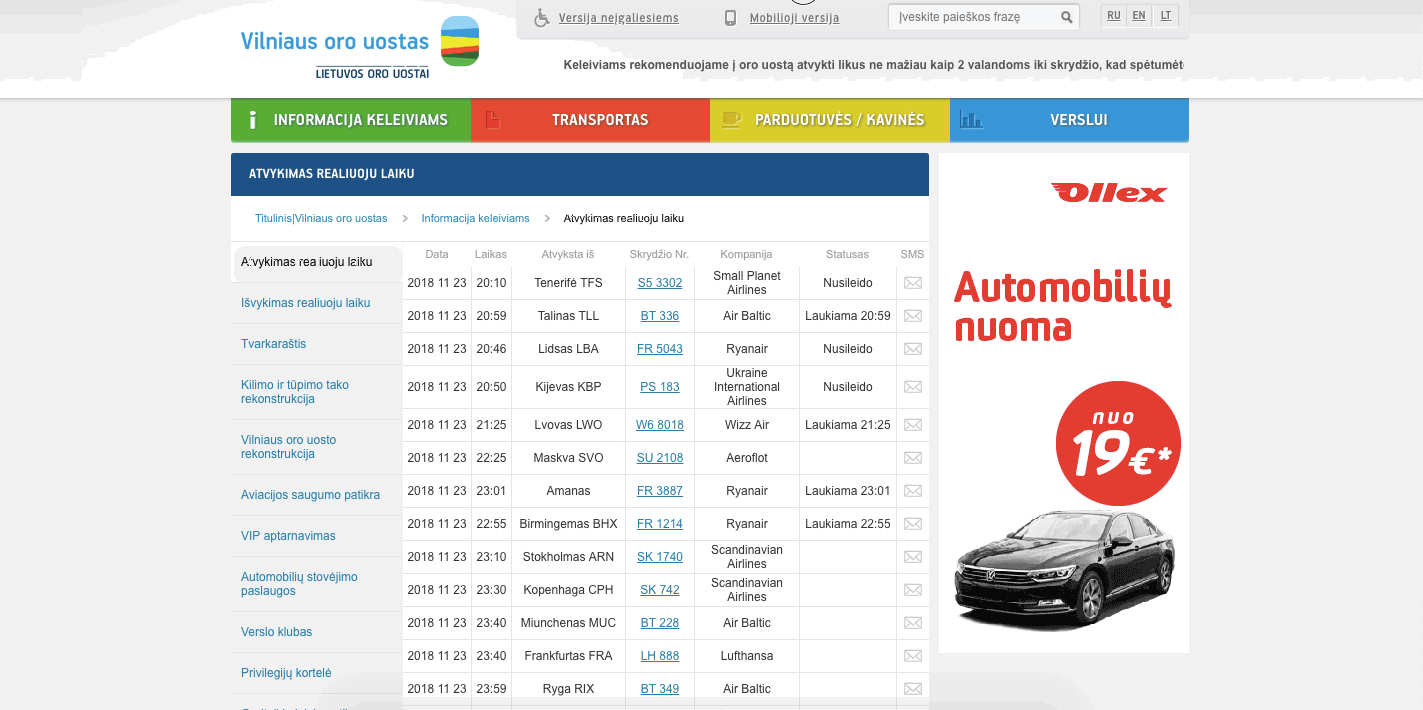 Versija neįgaliesiems
Mobilioji versija
Įveskite paieškos frazę
RU EN LT
Vilniaus oro uostas
LIETUVOS ORO UOSTAI
Keleiviams rekomenduojame į oro uostą atvykti likus ne mažiau kaip 2 valandoms iki skrydžio, kad spėtumėt
INFORMACIJA KELEIVIAMS
TRANSPORTAS
PARDUOTUVĖS / KAVINĖS
VERSLUI
ATVYKIMAS REALIUOJU LAIKU
Titulinis|Vilniaus oro uostas > Informacija keleiviams > Atvykimas realiuoju laiku
Atvykimas realiuoju laiku
Išvykimas realiuoju laiku
Tvarkaraštis
Kilimo ir tūpimo tako
rekonstrukcija
Vilniaus oro uosto
rekonstrukcija
Aviacijos saugumo patikra
VIP aptarnavimas
Automobilių stovėjimo
paslaugos
Verslo klubas
Privilegijų kortelė
Data Laikas Atvyksta iš Skrydžio Nr. Kompanija Statusas SMS
2018 11 23 20:10 Tenerifė TFS S5 3302 Small Planet Airlines Nusileido
2018 11 23 20:59 Talinas TLL BT 336 Air Baltic Laukiama 20:59
2018 11 23 20:46 Lidsas LBA FR 5043 Ryanair Nusileido
2018 11 23 20:50 Kijevas KBP PS 183 Ukraine International Airlines Nusileido
2018 11 23 21:25 Lvovas LWO W6 8018 Wizz Air Laukiama 21:25
2018 11 23 22:25 Maskva SVO SU 2108 Aeroflot
2018 11 23 23:01 Amanas FR 3887 Ryanair Laukiama 23:01
2018 11 23 22:55 Birmingemas BHX FR 1214 Ryanair Laukiama 22:55
2018 11 23 23:10 Stokholmas ARN SK 1740 Scandinavian Airlines
2018 11 23 23:30 Kopenhaga CPH SK 742 Scandinavian Airlines
2018 11 23 23:40 Miunchenas MUC BT 228 Air Baltic
2018 11 23 23:40 Frankfurtas FRA LH 888 Lufthansa
2018 11 23 23:59 Ryga RIX BT 349 Air Baltic
Ollex
Automobilių
nuoma
nuo
19€*